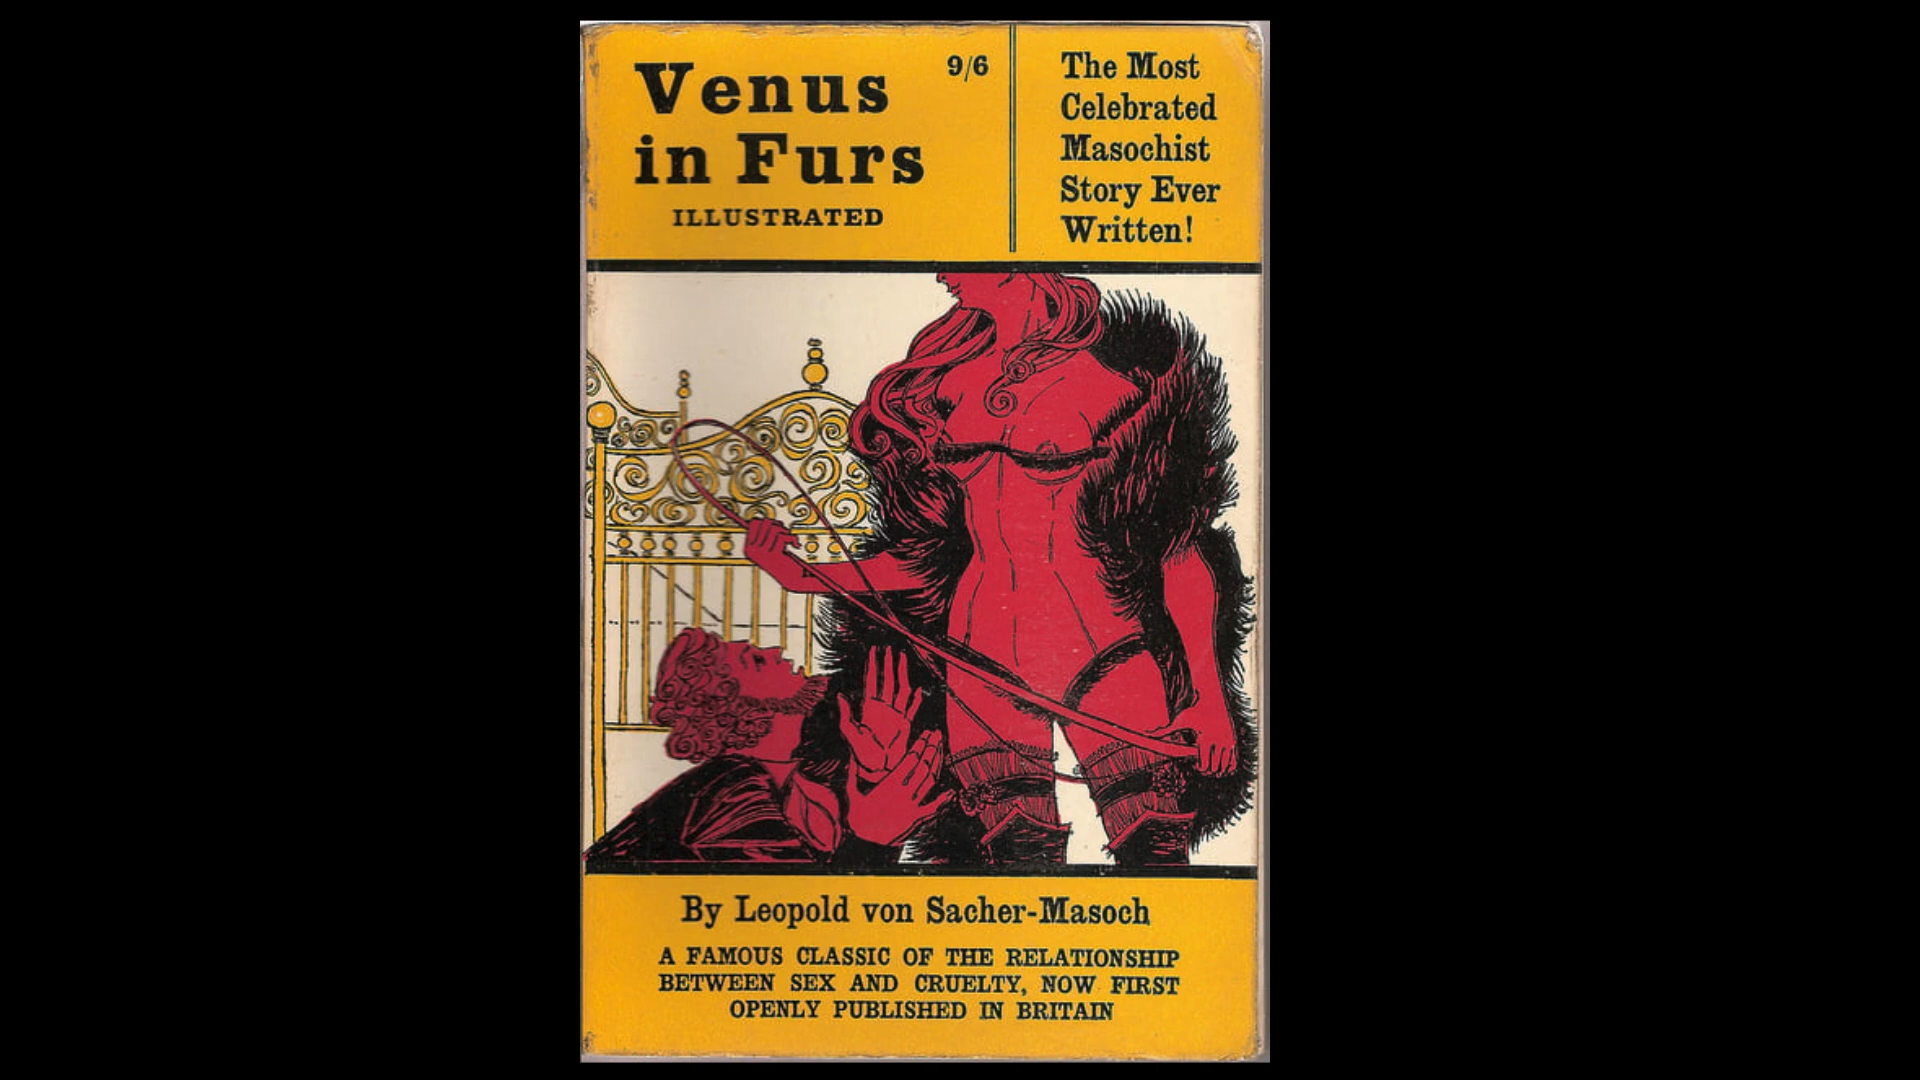 Venus
in Furs
ILLUSTRATED
9/6
The Most
Celebrated
Masochist
Story Ever
Written!
By Leopold von Sacher-Masoch
A FAMOUS CLASSIC OF THE RELATIONSHIP
BETWEEN SEX AND CRUELTY, NOW FIRST
OPENLY PUBLISHED IN BRITAIN